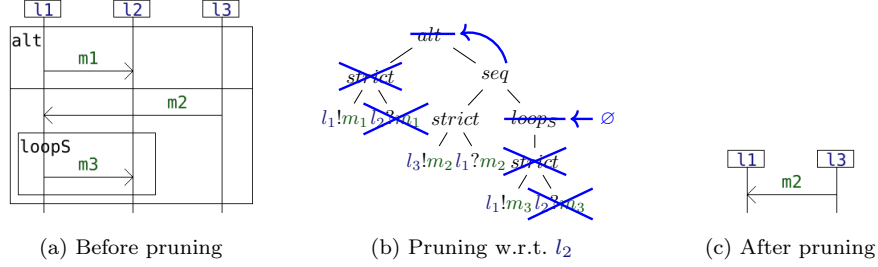 l1 l2 l3
alt
m1
m2
loopS
m3
(a) Before pruning
alt
strict seq
l₁!m₁ l₂?m₁ strict loop_S ∅
l₃!m₂ l₁?m₂ strict
l₁!m₃ l₂?m₃
(b) Pruning w.r.t. l₂
l1 l3
m2
(c) After pruning